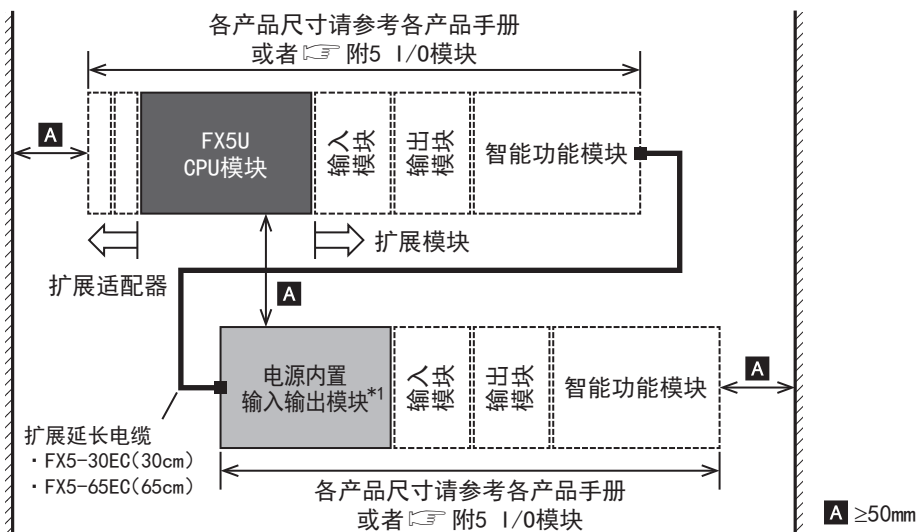 各产品尺寸请参考各产品手册
或者☞ 附5 I/O模块
A
FX5U
CPU模块
输入
模块
输出
模块
智能功能模块
扩展适配器
扩展模块
A
电源内置
输入输出模块*1
输入
模块
输出
模块
智能功能模块
A
扩展延长电缆
・FX5-30EC(30cm)
・FX5-65EC(65cm)
各产品尺寸请参考各产品手册
或者☞ 附5 I/O模块
A ≥50mm